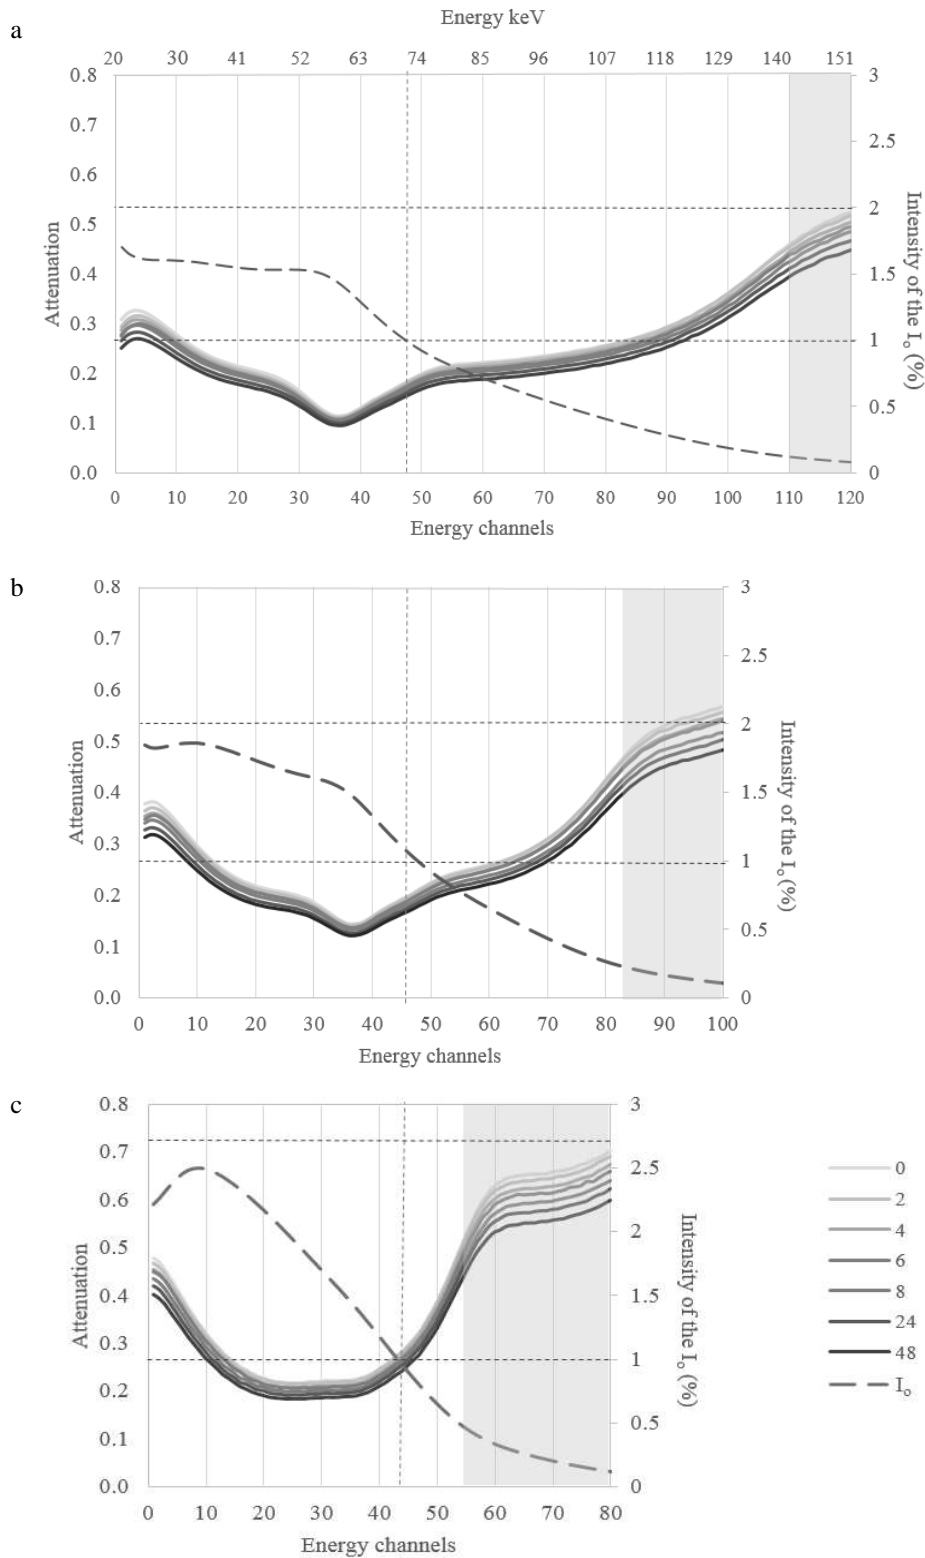 a
Energy keV
20 30 41 52 63 74 85 96 107 118 129 140 151
0.8 0.7 0.6 0.5 0.4 0.3 0.2 0.1 0.0
Attenuation
3 2.5 2 1.5 1 0.5 0
Intensity of the Io (%)
0 10 20 30 40 50 60 70 80 90 100 110 120
Energy channels
b
0.8 0.7 0.6 0.5 0.4 0.3 0.2 0.1 0.0
Attenuation
3 2.5 2 1.5 1 0.5 0
Intensity of the Io (%)
0 10 20 30 40 50 60 70 80 90 100
Energy channels
c
0.8 0.7 0.6 0.5 0.4 0.3 0.2 0.1 0.0
Attenuation
3 2.5 2 1.5 1 0.5 0
Intensity of the Io (%)
0 10 20 30 40 50 60 70 80
Energy channels
0
2
4
6
8
24
48
Io